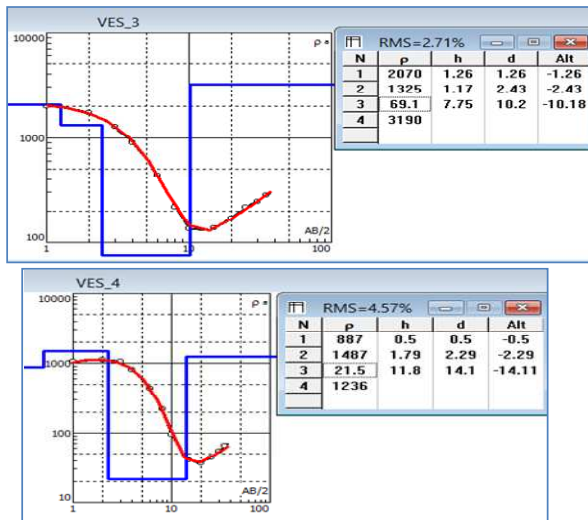 VES_3
10000
ρa
1000
100
1
10
AB/2
100
RMS=2.71%
N ρ h d Alt
1 2070 1.26 1.26 -1.26
2 1325 1.17 2.43 -2.43
3 69.1 7.75 10.2 -10.18
4 3190
VES_4
10000
ρa
1000
100
10
1
10
AB/2
100
RMS=4.57%
N ρ h d Alt
1 887 0.5 0.5 -0.5
2 1487 1.79 2.29 -2.29
3 21.5 11.8 14.1 -14.11
4 1236